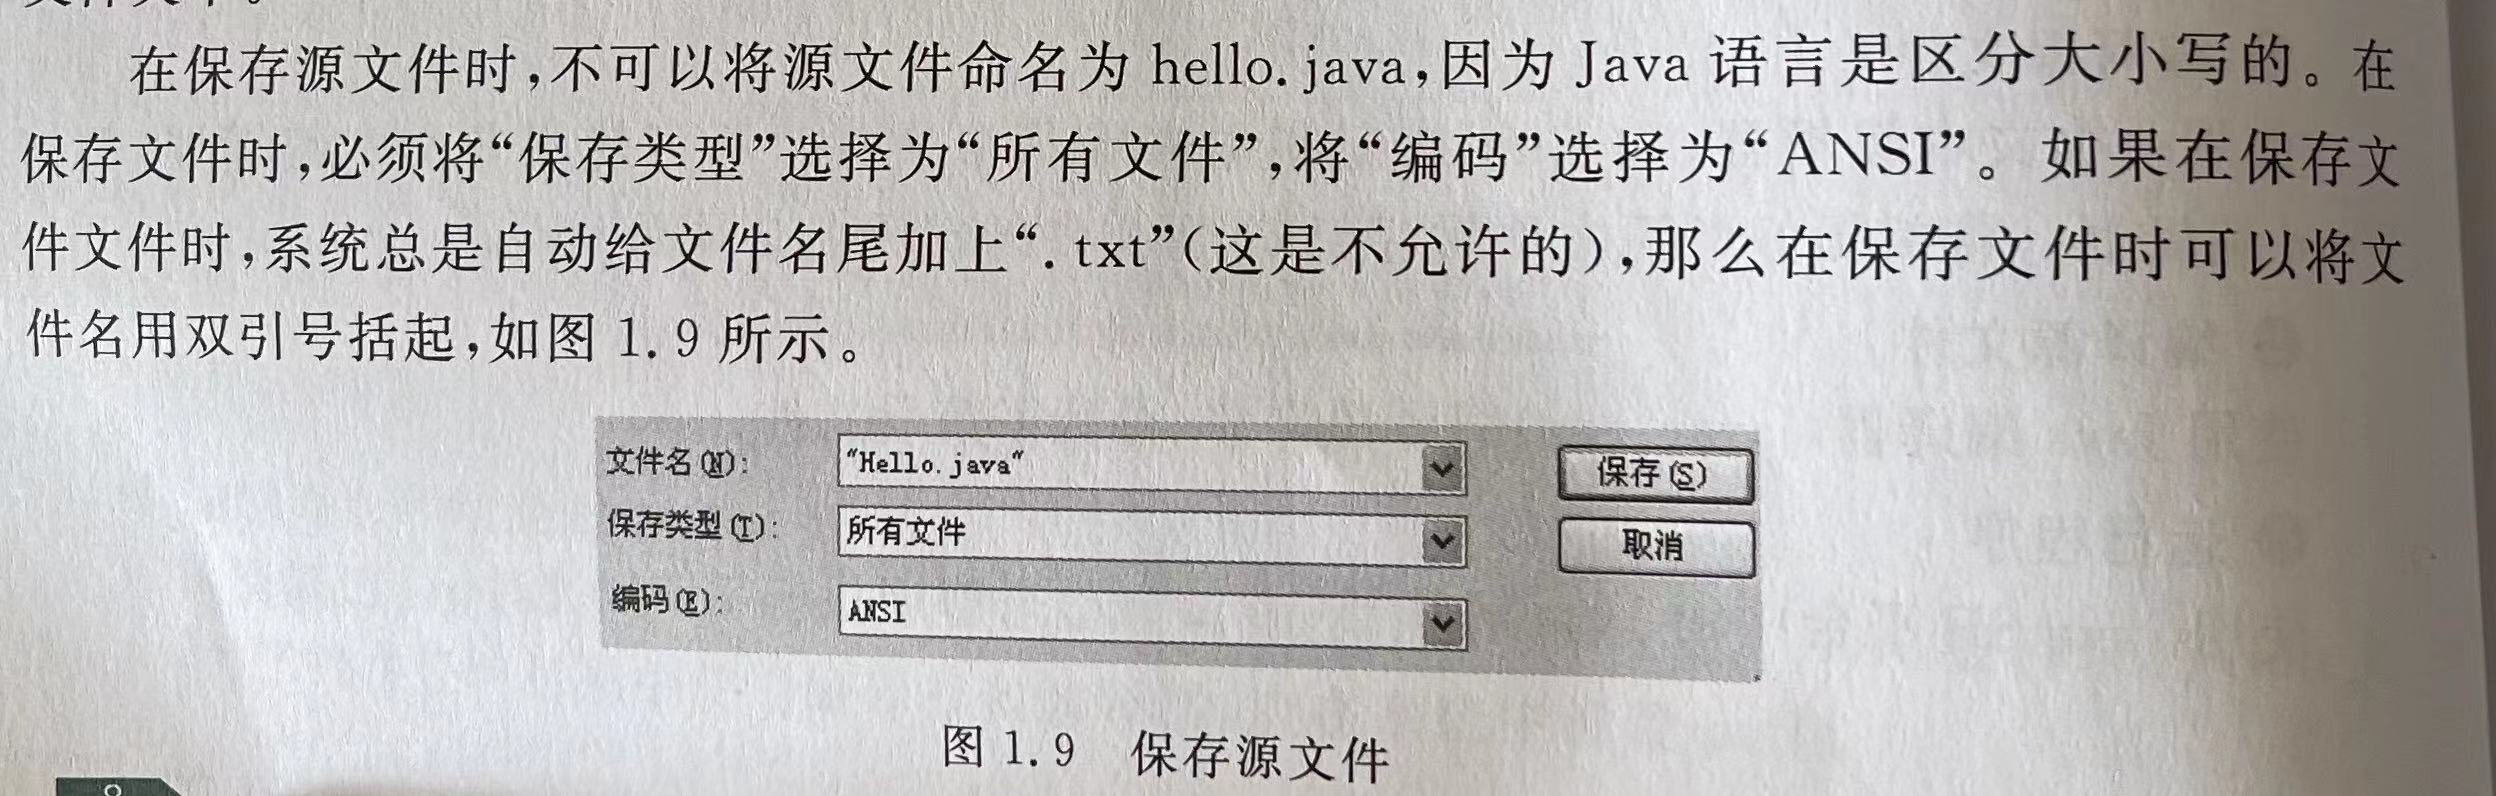 在保存源文件时,不可以将源文件命名为 hello.java,因为 Java 语言是区分大小写的。在
保存文件时,必须将“保存类型”选择为“所有文件”,将“编码”选择为“ANSI”。如果在保存文
件文件时,系统总是自动给文件名尾加上“.txt”(这是不允许的),那么在保存文件时可以将文
件名用双引号括起,如图 1.9 所示。
文件名(N): "Hello.java" 保存(S)
保存类型(T): 所有文件 取消
编码(E): ANSI
图 1.9 保存源文件